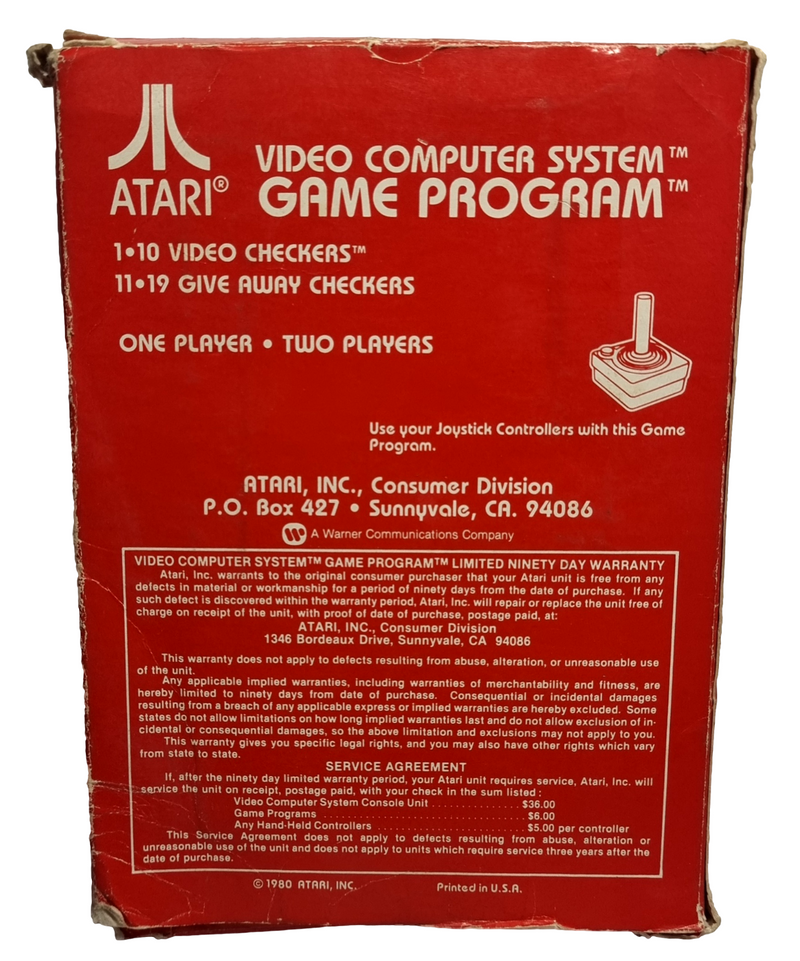 ATARI® VIDEO COMPUTER SYSTEM™
GAME PROGRAM™
1•10 VIDEO CHECKERS™
11•19 GIVE AWAY CHECKERS
ONE PLAYER • TWO PLAYERS
Use your Joystick Controllers with this Game
Program.
ATARI, INC., Consumer Division
P.O. Box 427 • Sunnyvale, CA. 94086
A Warner Communications Company
VIDEO COMPUTER SYSTEM™ GAME PROGRAM™ LIMITED NINETY DAY WARRANTY
Atari, Inc. warrants to the original consumer purchaser that your Atari unit is free from any
defects in material or workmanship for a period of ninety days from the date of purchase. If any
such defect is discovered within the warranty period, Atari, Inc. will repair or replace the unit free of
charge on receipt of the unit, with proof of date of purchase, postage paid, at:
ATARI, INC., Consumer Division
1346 Bordeaux Drive, Sunnyvale, CA 94086
This warranty does not apply to defects resulting from abuse, alteration, or unreasonable use
of the unit.
Any applicable implied warranties, including warranties of merchantability and fitness, are
hereby limited to ninety days from date of purchase. Consequential or incidental damages
resulting from a breach of any applicable express or implied warranties are hereby excluded. Some
states do not allow limitations on how long implied warranties last and do not allow exclusion of in-
cidental or consequential damages, so the above limitation and exclusions may not apply to you.
This warranty gives you specific legal rights, and you may also have other rights which vary
from state to state.
SERVICE AGREEMENT
If, after the ninety day limited warranty period, your Atari unit requires service, Atari, Inc. will
service the unit on receipt, postage paid, with your check in the sum listed :
Video Computer System Console Unit .............. $36.00
Game Programs .............................. $6.00
Any Hand-Held Controllers ....................... $5.00 per controller
This Service Agreement does not apply to defects resulting from abuse, alteration or
unreasonable use of the unit and does not apply to units which require service three years after the
date of purchase.
© 1980 ATARI, INC. Printed in U.S.A.